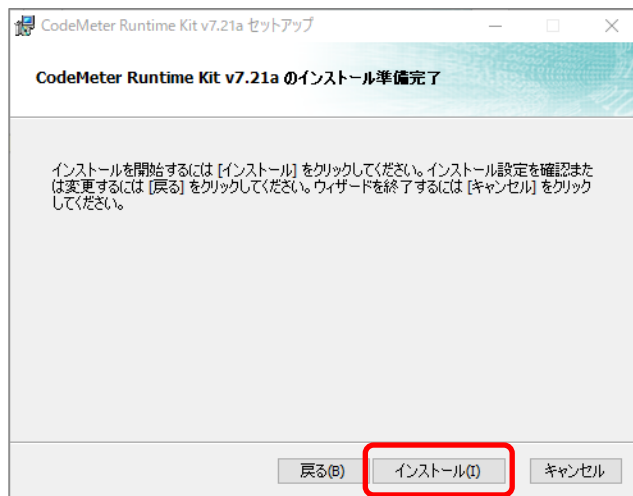 CodeMeter Runtime Kit v7.21a セットアップ
CodeMeter Runtime Kit v7.21a のインストール準備完了
インストールを開始するには [インストール] をクリックしてください。インストール設定を確認また
は変更するには [戻る] をクリックしてください。ウィザードを終了するには [キャンセル] をクリック
してください。
戻る(B) インストール(I) キャンセル